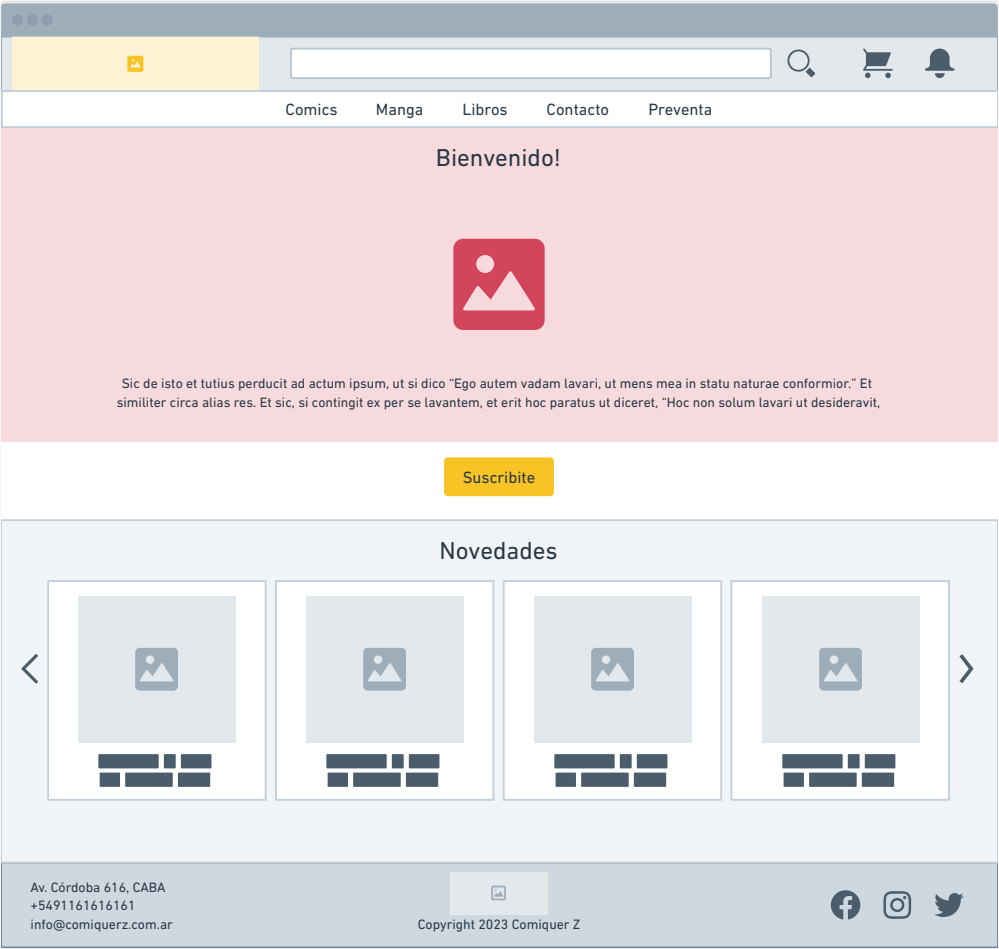 Comics Manga Libros Contacto Preventa
Bienvenido!
Sic de isto et tutius perducit ad actum ipsum, ut si dico “Ego autem vadam lavari, ut mens mea in statu naturae conformior.” Et
similiter circa alias res. Et sic, si contingit ex per se lavantem, et erit hoc paratus ut diceret, “Hoc non solum lavari ut desideravit,
Suscribite
Novedades
Av. Córdoba 616, CABA
+5491161616161
info@comiquerz.com.ar
Copyright 2023 Comiquer Z